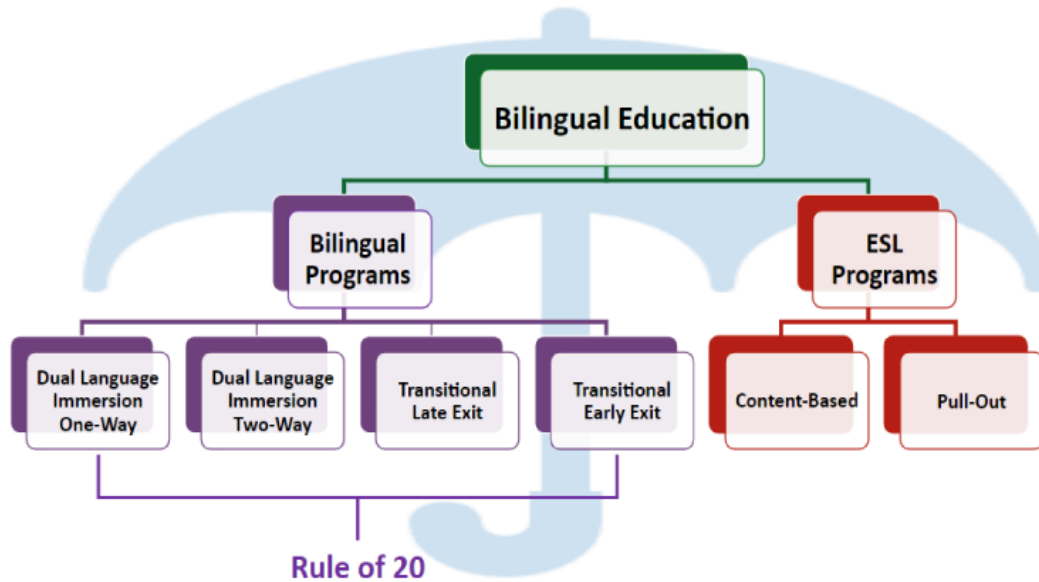 Bilingual Education
Bilingual
Programs
ESL
Programs
Dual Language
Immersion
One-Way
Dual Language
Immersion
Two-Way
Transitional
Late Exit
Transitional
Early Exit
Content-Based
Pull-Out
Rule of 20